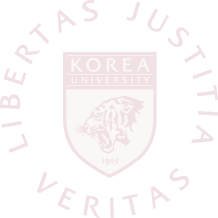 LIBERTAS JUSTITIA VERITAS
KOREA
UNIVERSITY
1905